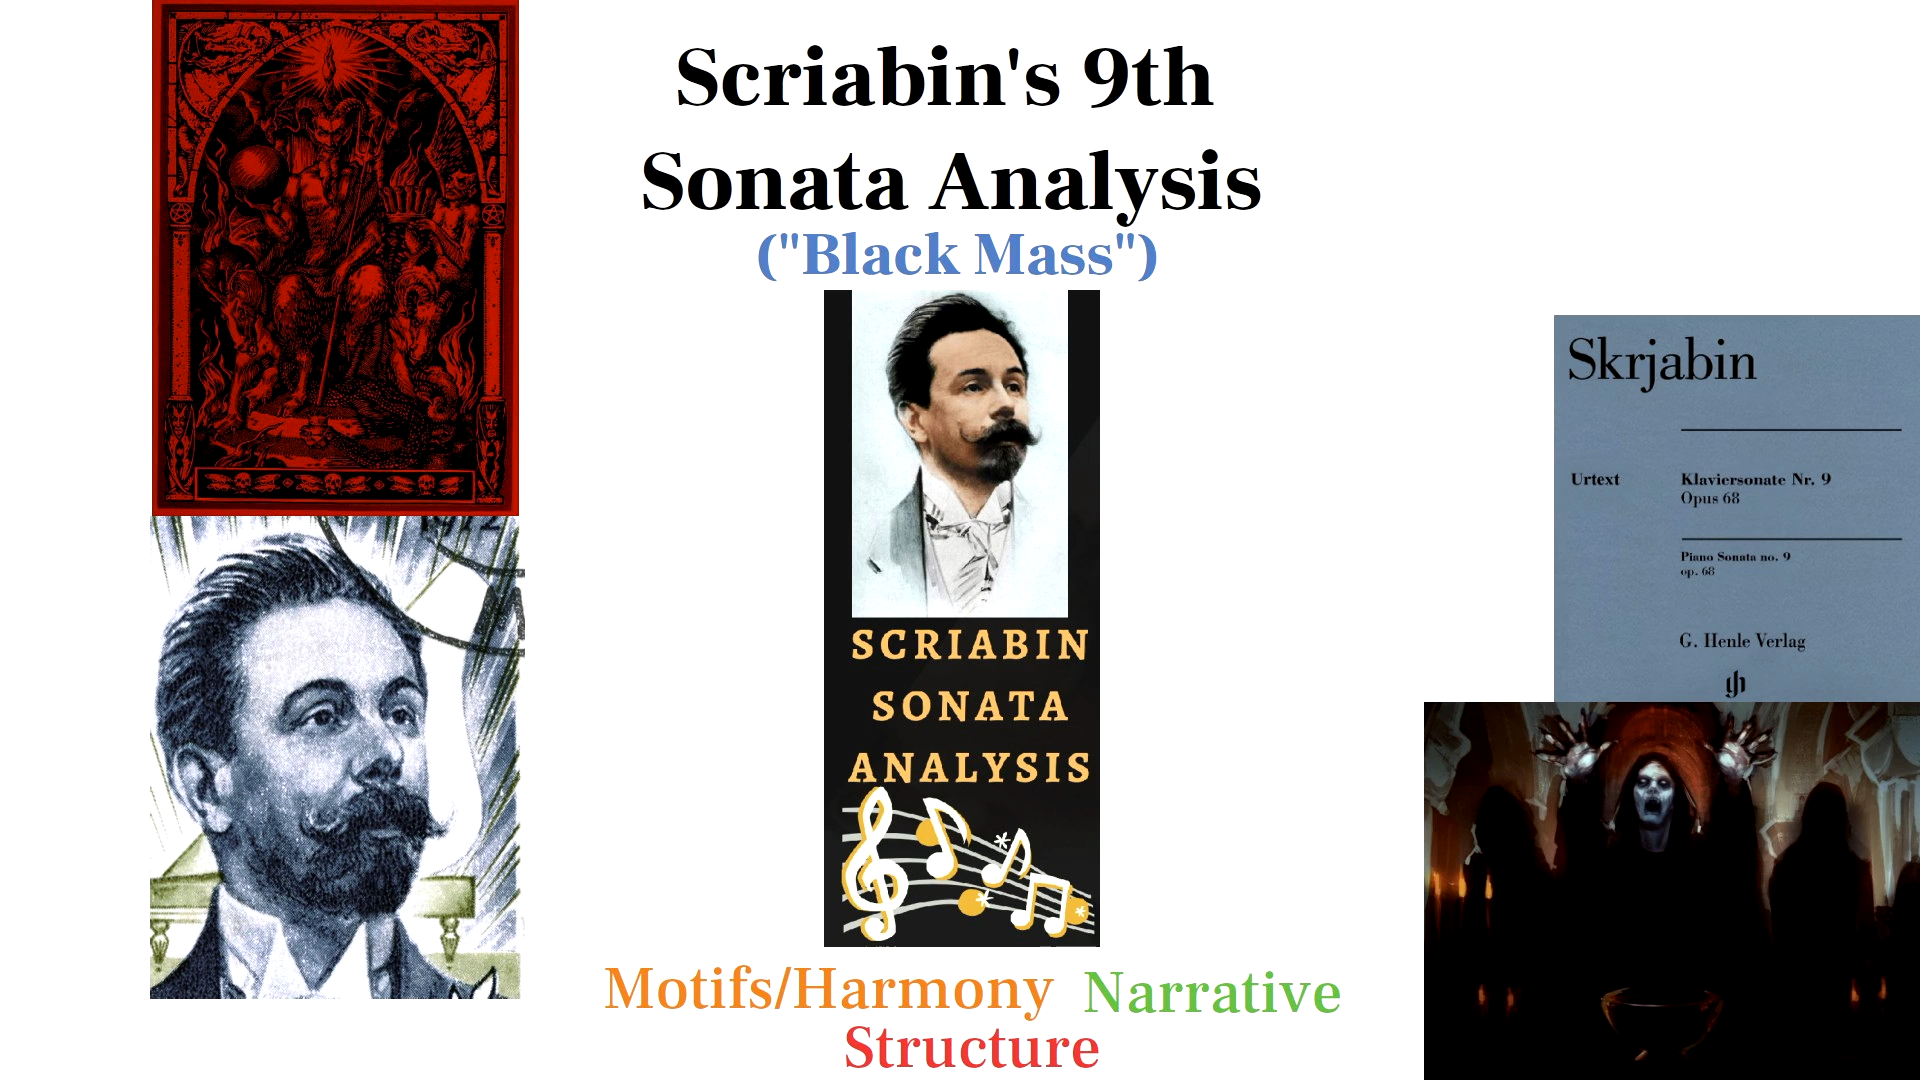 Scriabin's 9th
Sonata Analysis
("Black Mass")
SCRIABIN
SONATA
ANALYSIS
Skrjabin
Urtext
Klaviersonate Nr. 9
Opus 68
Piano Sonata no. 9
op. 68
G. Henle Verlag
Motifs/Harmony Narrative
Structure